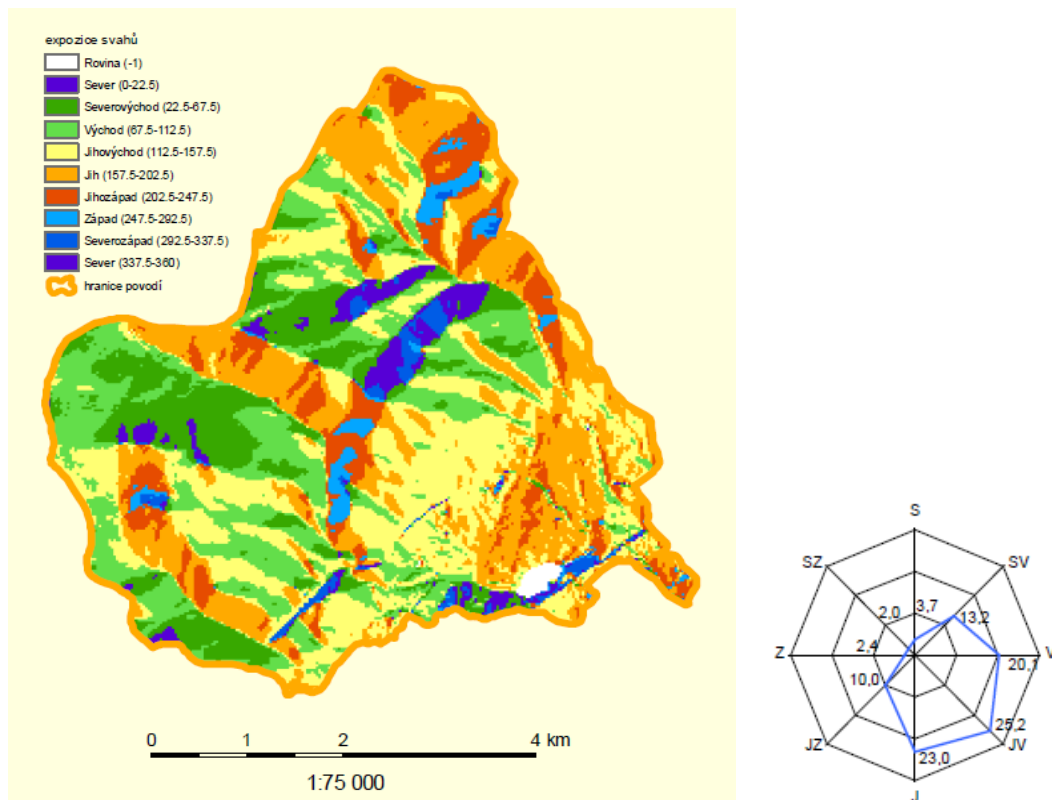 expozice svahů
Rovina (-1)
Sever (0-22.5)
Severovýchod (22.5-67.5)
Východ (67.5-112.5)
Jihovýchod (112.5-157.5)
Jih (157.5-202.5)
Jihozápad (202.5-247.5)
Západ (247.5-292.5)
Severozápad (292.5-337.5)
Sever (337.5-360)
hranice povodí
0 1 2 4 km
1:75 000
S
SZ SV
2,0 3,7 13,2
Z 2,4 V
20,1
10,0
25,2
JZ JV
23,0
J